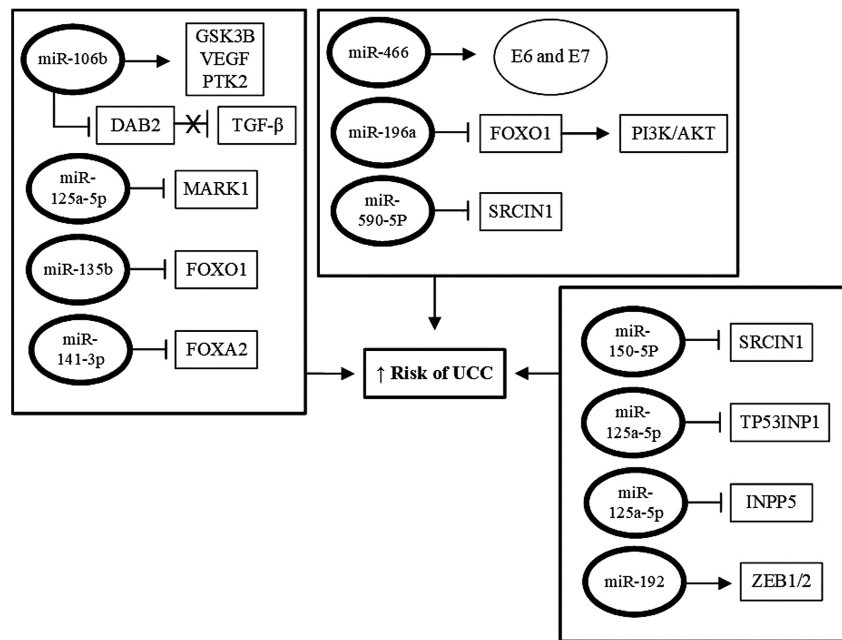 miR-106b
GSK3B
VEGF
PTK2
DAB2
TGF-β
miR-
125a-5p
MARK1
miR-135b
FOXO1
miR-
141-3p
FOXA2
miR-466
E6 and E7
miR-196a
FOXO1
PI3K/AKT
miR-
590-5P
SRCIN1
↑ Risk of UCC
miR-
150-5P
SRCIN1
miR-
125a-5p
TP53INP1
miR-
125a-5p
INPP5
miR-192
ZEB1/2